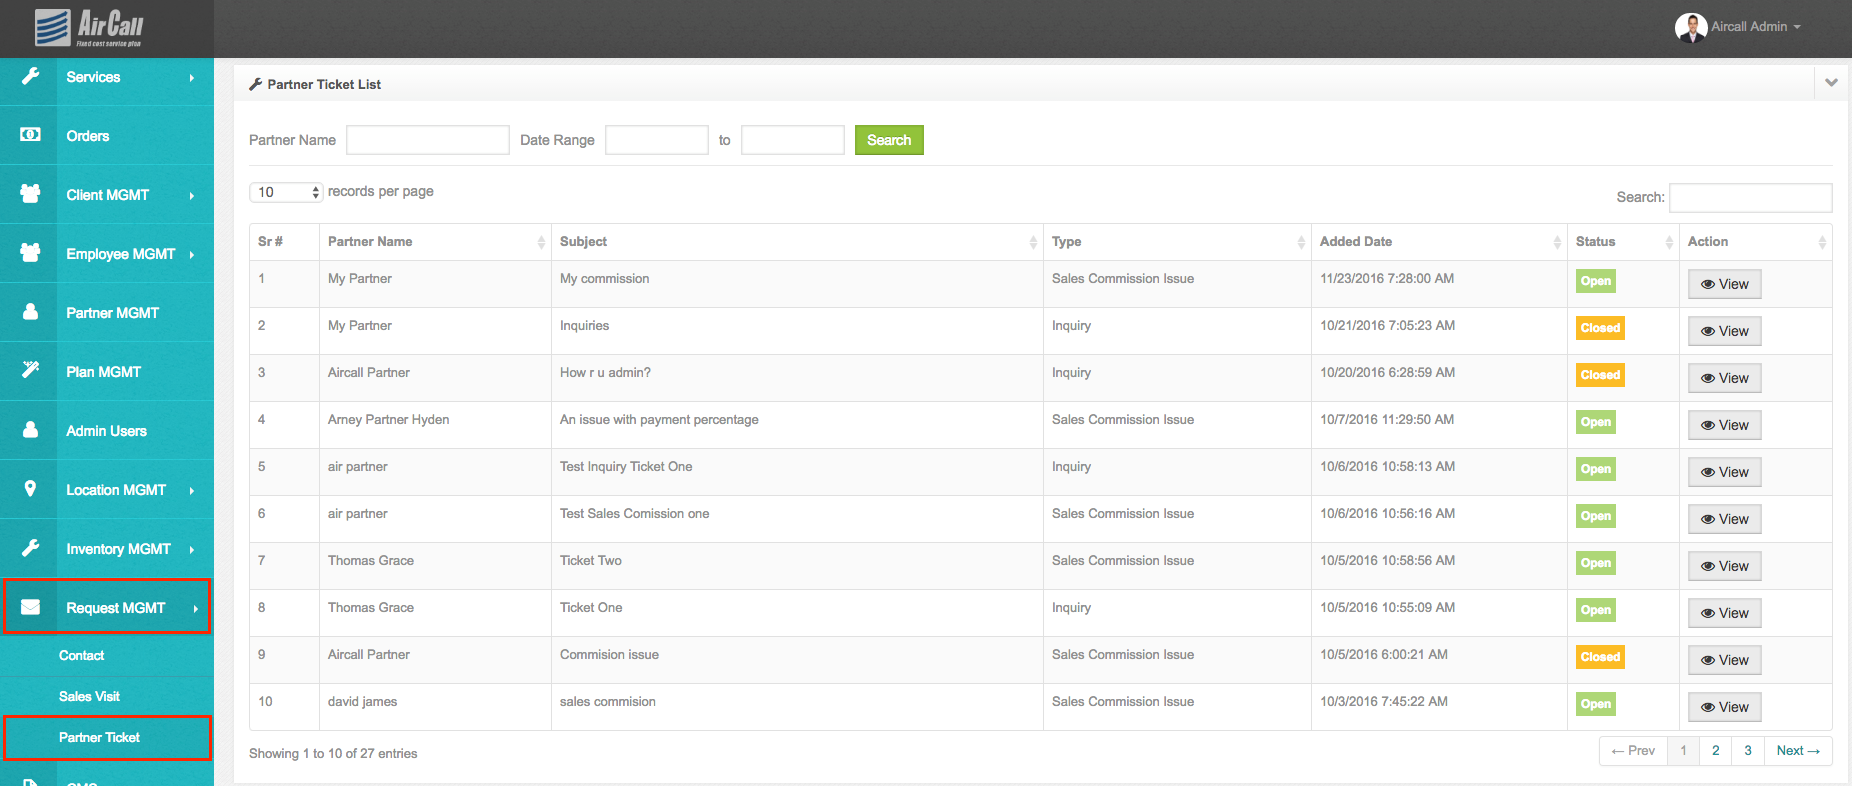 AirCall
Fixed cost service plan
Aircall Admin
Services
Orders
Client MGMT
Employee MGMT
Partner MGMT
Plan MGMT
Admin Users
Location MGMT
Inventory MGMT
Request MGMT
Contact
Sales Visit
Partner Ticket
Partner Ticket List
Partner Name Date Range to Search
10 records per page
Search:
Sr # Partner Name Subject Type Added Date Status Action
1 My Partner My commission Sales Commission Issue 11/23/2016 7:28:00 AM Open View
2 My Partner Inquiries Inquiry 10/21/2016 7:05:23 AM Closed View
3 Aircall Partner How r u admin? Inquiry 10/20/2016 6:28:59 AM Closed View
4 Arney Partner Hyden An issue with payment percentage Sales Commission Issue 10/7/2016 11:29:50 AM Open View
5 air partner Test Inquiry Ticket One Inquiry 10/6/2016 10:58:13 AM Open View
6 air partner Test Sales Comission one Sales Commission Issue 10/6/2016 10:56:16 AM Open View
7 Thomas Grace Ticket Two Sales Commission Issue 10/5/2016 10:58:56 AM Open View
8 Thomas Grace Ticket One Inquiry 10/5/2016 10:55:09 AM Open View
9 Aircall Partner Commision issue Sales Commission Issue 10/5/2016 6:00:21 AM Closed View
10 david james sales commision Sales Commission Issue 10/3/2016 7:45:22 AM Open View
Showing 1 to 10 of 27 entries
← Prev 1 2 3 Next →